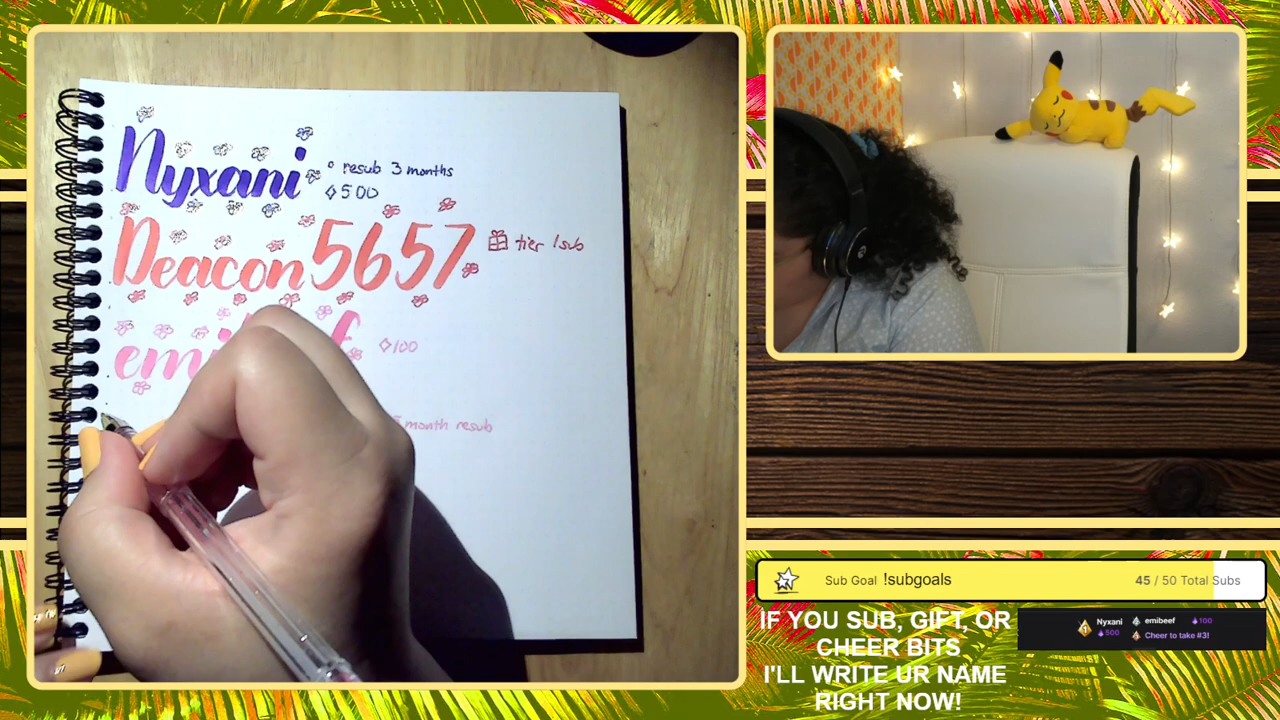 Nyxani
◦ resub 3 months
◊500
Deacon5657
tier 1 sub
◊100
month resub
Sub Goal !subgoals
45 / 50 Total Subs
IF YOU SUB, GIFT, OR
CHEER BITS
I'LL WRITE UR NAME
RIGHT NOW!
1 Nyxani
500
emibeef 100
Cheer to take #3!